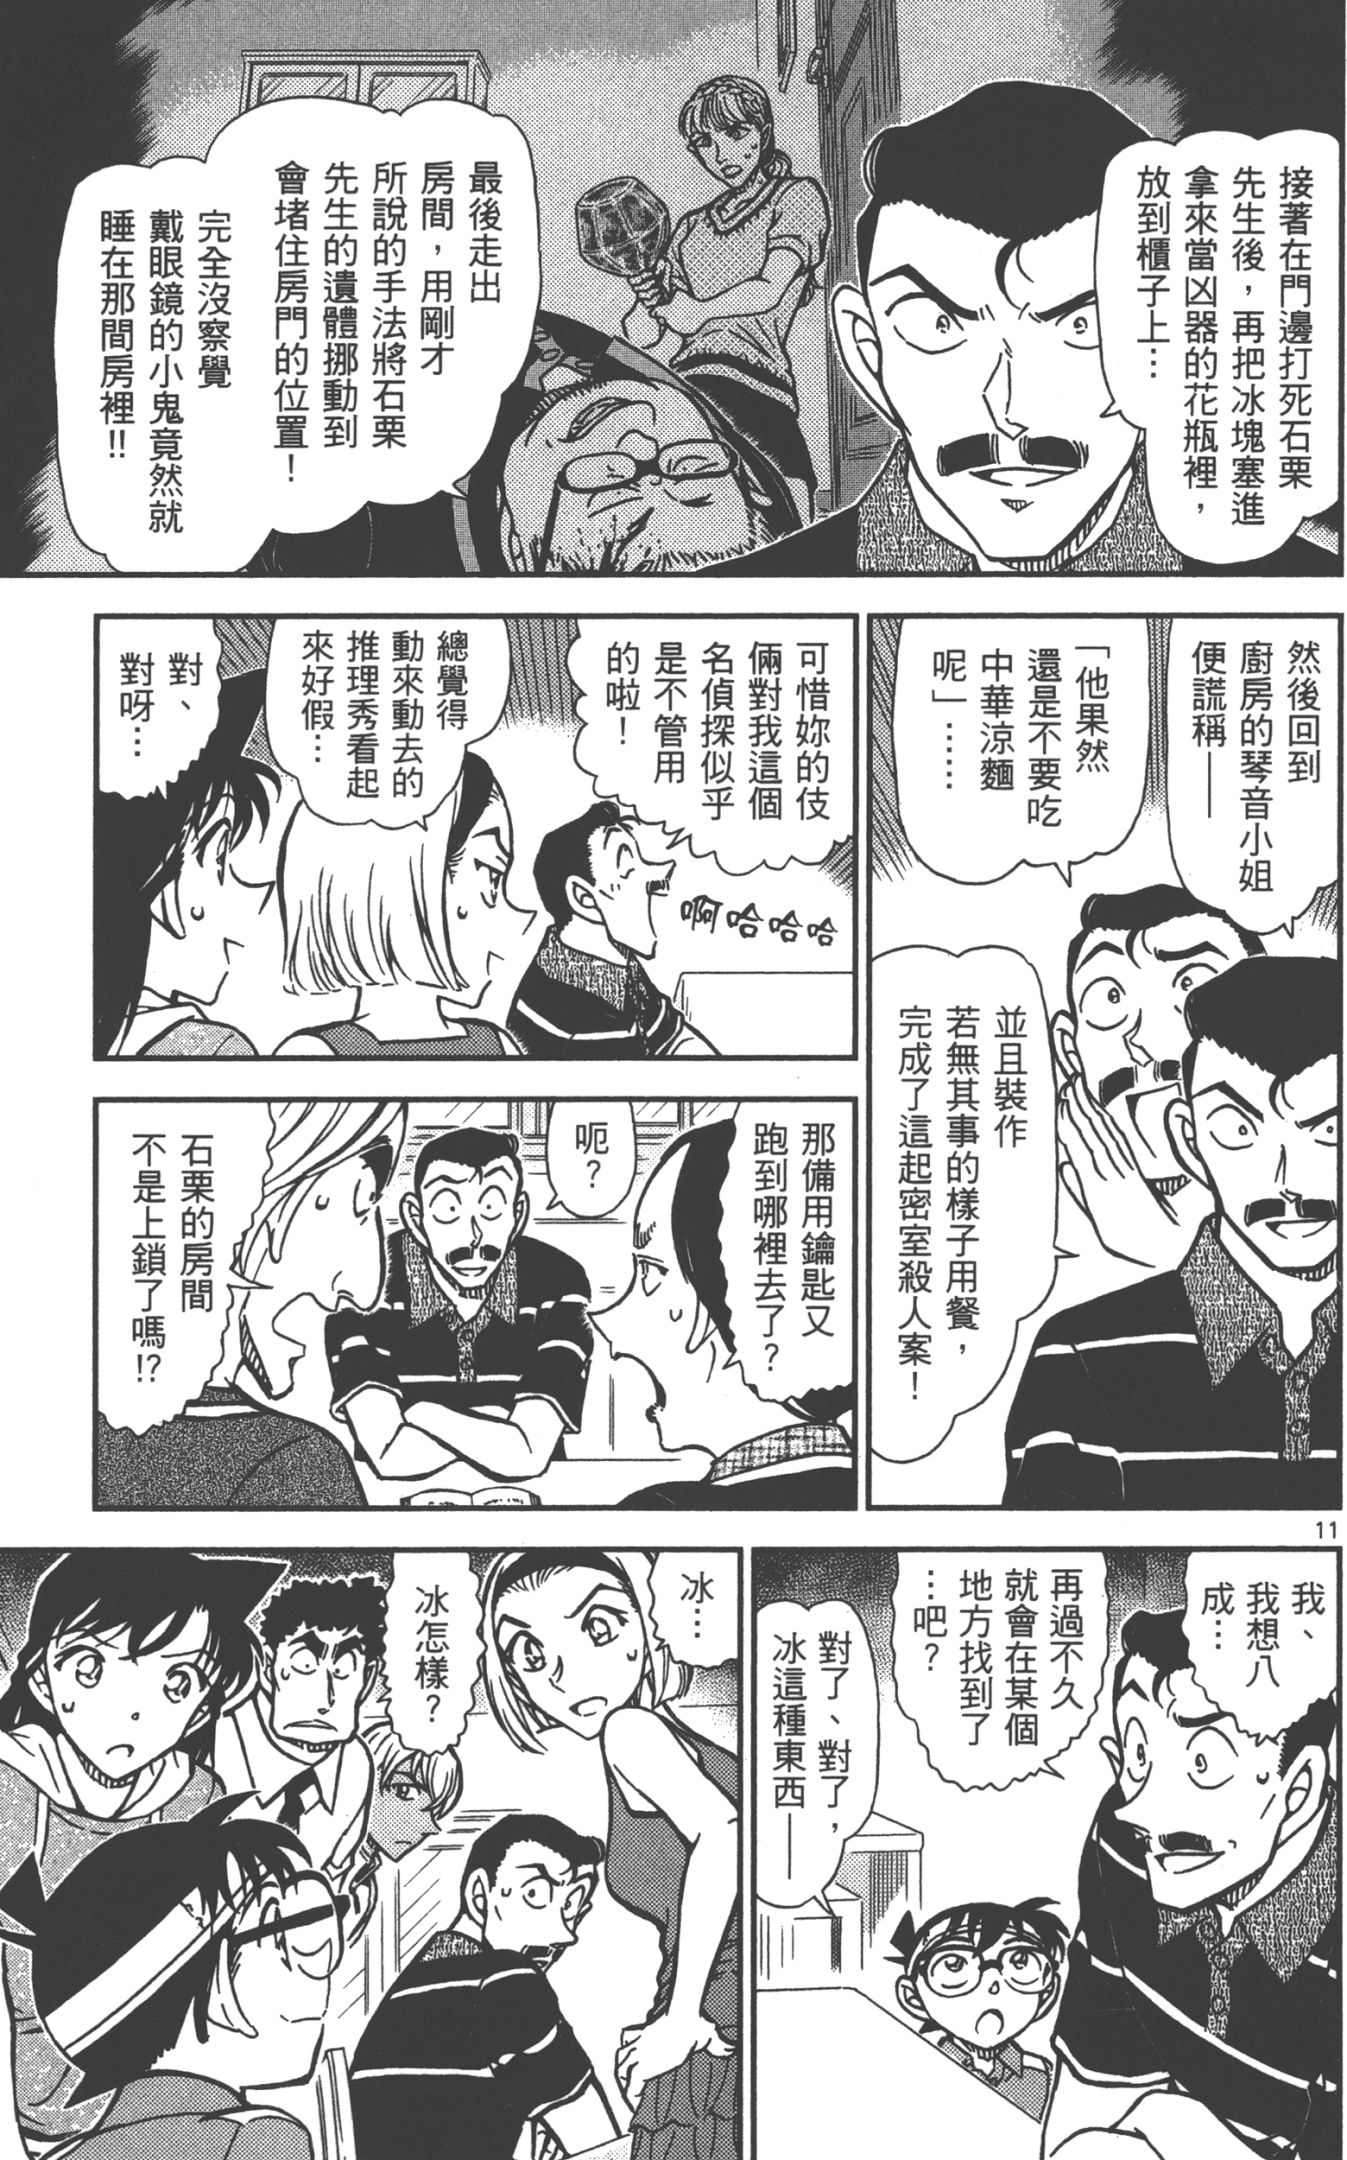 接著在門邊打死石栗
先生後，再把冰塊塞進
拿來當凶器的花瓶裡，
放到櫃子上…
最後走出
房間，用剛才
所說的手法將石栗
先生的遺體挪動到
會堵住房門的位置！
完全沒察覺
戴眼鏡的小鬼竟然就
睡在那間房裡!!
然後回到
廚房的琴音小姐
便謊稱——
「他果然
還是不要吃
中華涼麵
呢」……
並且裝作
若無其事的樣子用餐，
完成了這起密室殺人案！
可惜妳的伎
倆對我這個
名偵探似乎
是不管用
的啦！
啊哈哈哈
總覺得
動來動去的
推理秀看起
來好假…
對、
對呀…
那備用鑰匙又
跑到哪裡去了？
呃？
石栗的房間
不是上鎖了嗎!?
11
我、
我想八
成…
再過不久
就會在某個
地方找到了
…吧？
對了、對了，
冰這種東西——
冰…
冰怎樣？